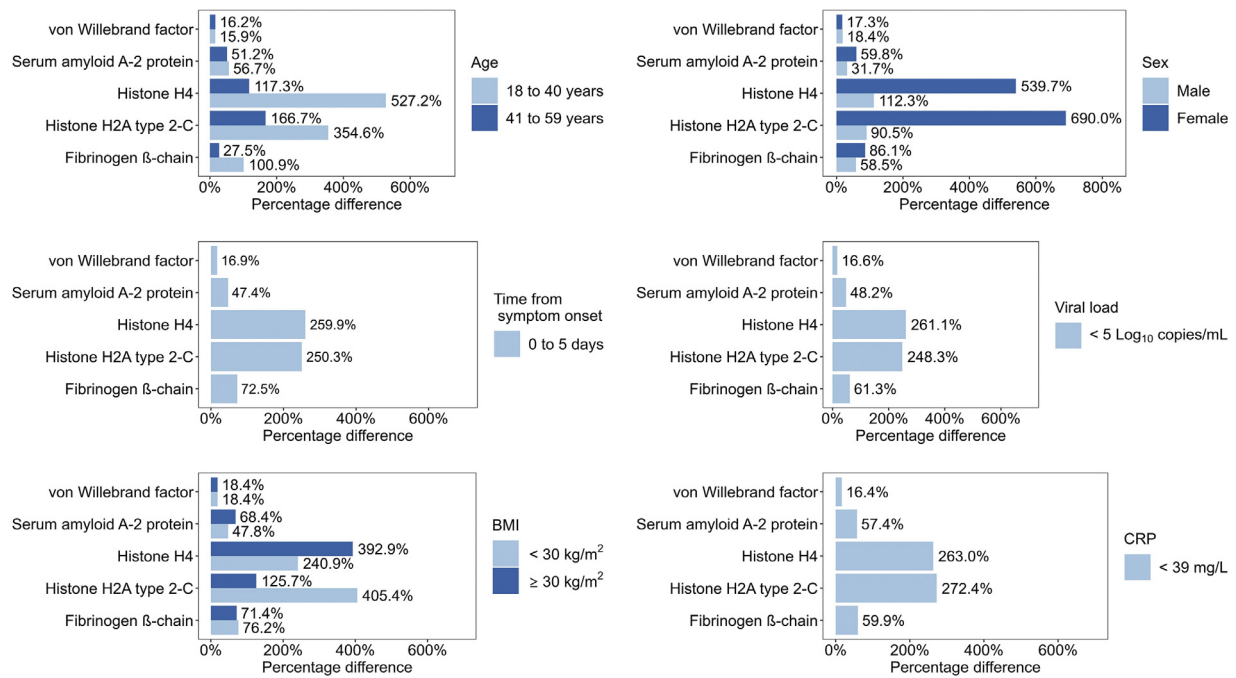 von Willebrand factor
16.2%
15.9%
Serum amyloid A-2 protein
51.2%
56.7%
Histone H4
117.3%
527.2%
Histone H2A type 2-C
166.7%
354.6%
Fibrinogen ß-chain
27.5%
100.9%
0% 200% 400% 600%
Percentage difference
Age
18 to 40 years
41 to 59 years
von Willebrand factor
17.3%
18.4%
Serum amyloid A-2 protein
59.8%
31.7%
Histone H4
539.7%
112.3%
Histone H2A type 2-C
690.0%
90.5%
Fibrinogen ß-chain
86.1%
58.5%
0% 200% 400% 600% 800%
Percentage difference
Sex
Male
Female
von Willebrand factor
16.9%
Serum amyloid A-2 protein
47.4%
Histone H4
259.9%
Histone H2A type 2-C
250.3%
Fibrinogen ß-chain
72.5%
0% 200% 400% 600%
Percentage difference
Time from
symptom onset
0 to 5 days
von Willebrand factor
16.6%
Serum amyloid A-2 protein
48.2%
Histone H4
261.1%
Histone H2A type 2-C
248.3%
Fibrinogen ß-chain
61.3%
0% 200% 400% 600%
Percentage difference
Viral load
< 5 Log₁₀ copies/mL
von Willebrand factor
18.4%
18.4%
Serum amyloid A-2 protein
68.4%
47.8%
Histone H4
392.9%
240.9%
Histone H2A type 2-C
125.7%
405.4%
Fibrinogen ß-chain
71.4%
76.2%
0% 200% 400% 600%
Percentage difference
BMI
< 30 kg/m²
≥ 30 kg/m²
von Willebrand factor
16.4%
Serum amyloid A-2 protein
57.4%
Histone H4
263.0%
Histone H2A type 2-C
272.4%
Fibrinogen ß-chain
59.9%
0% 200% 400% 600%
Percentage difference
CRP
< 39 mg/L